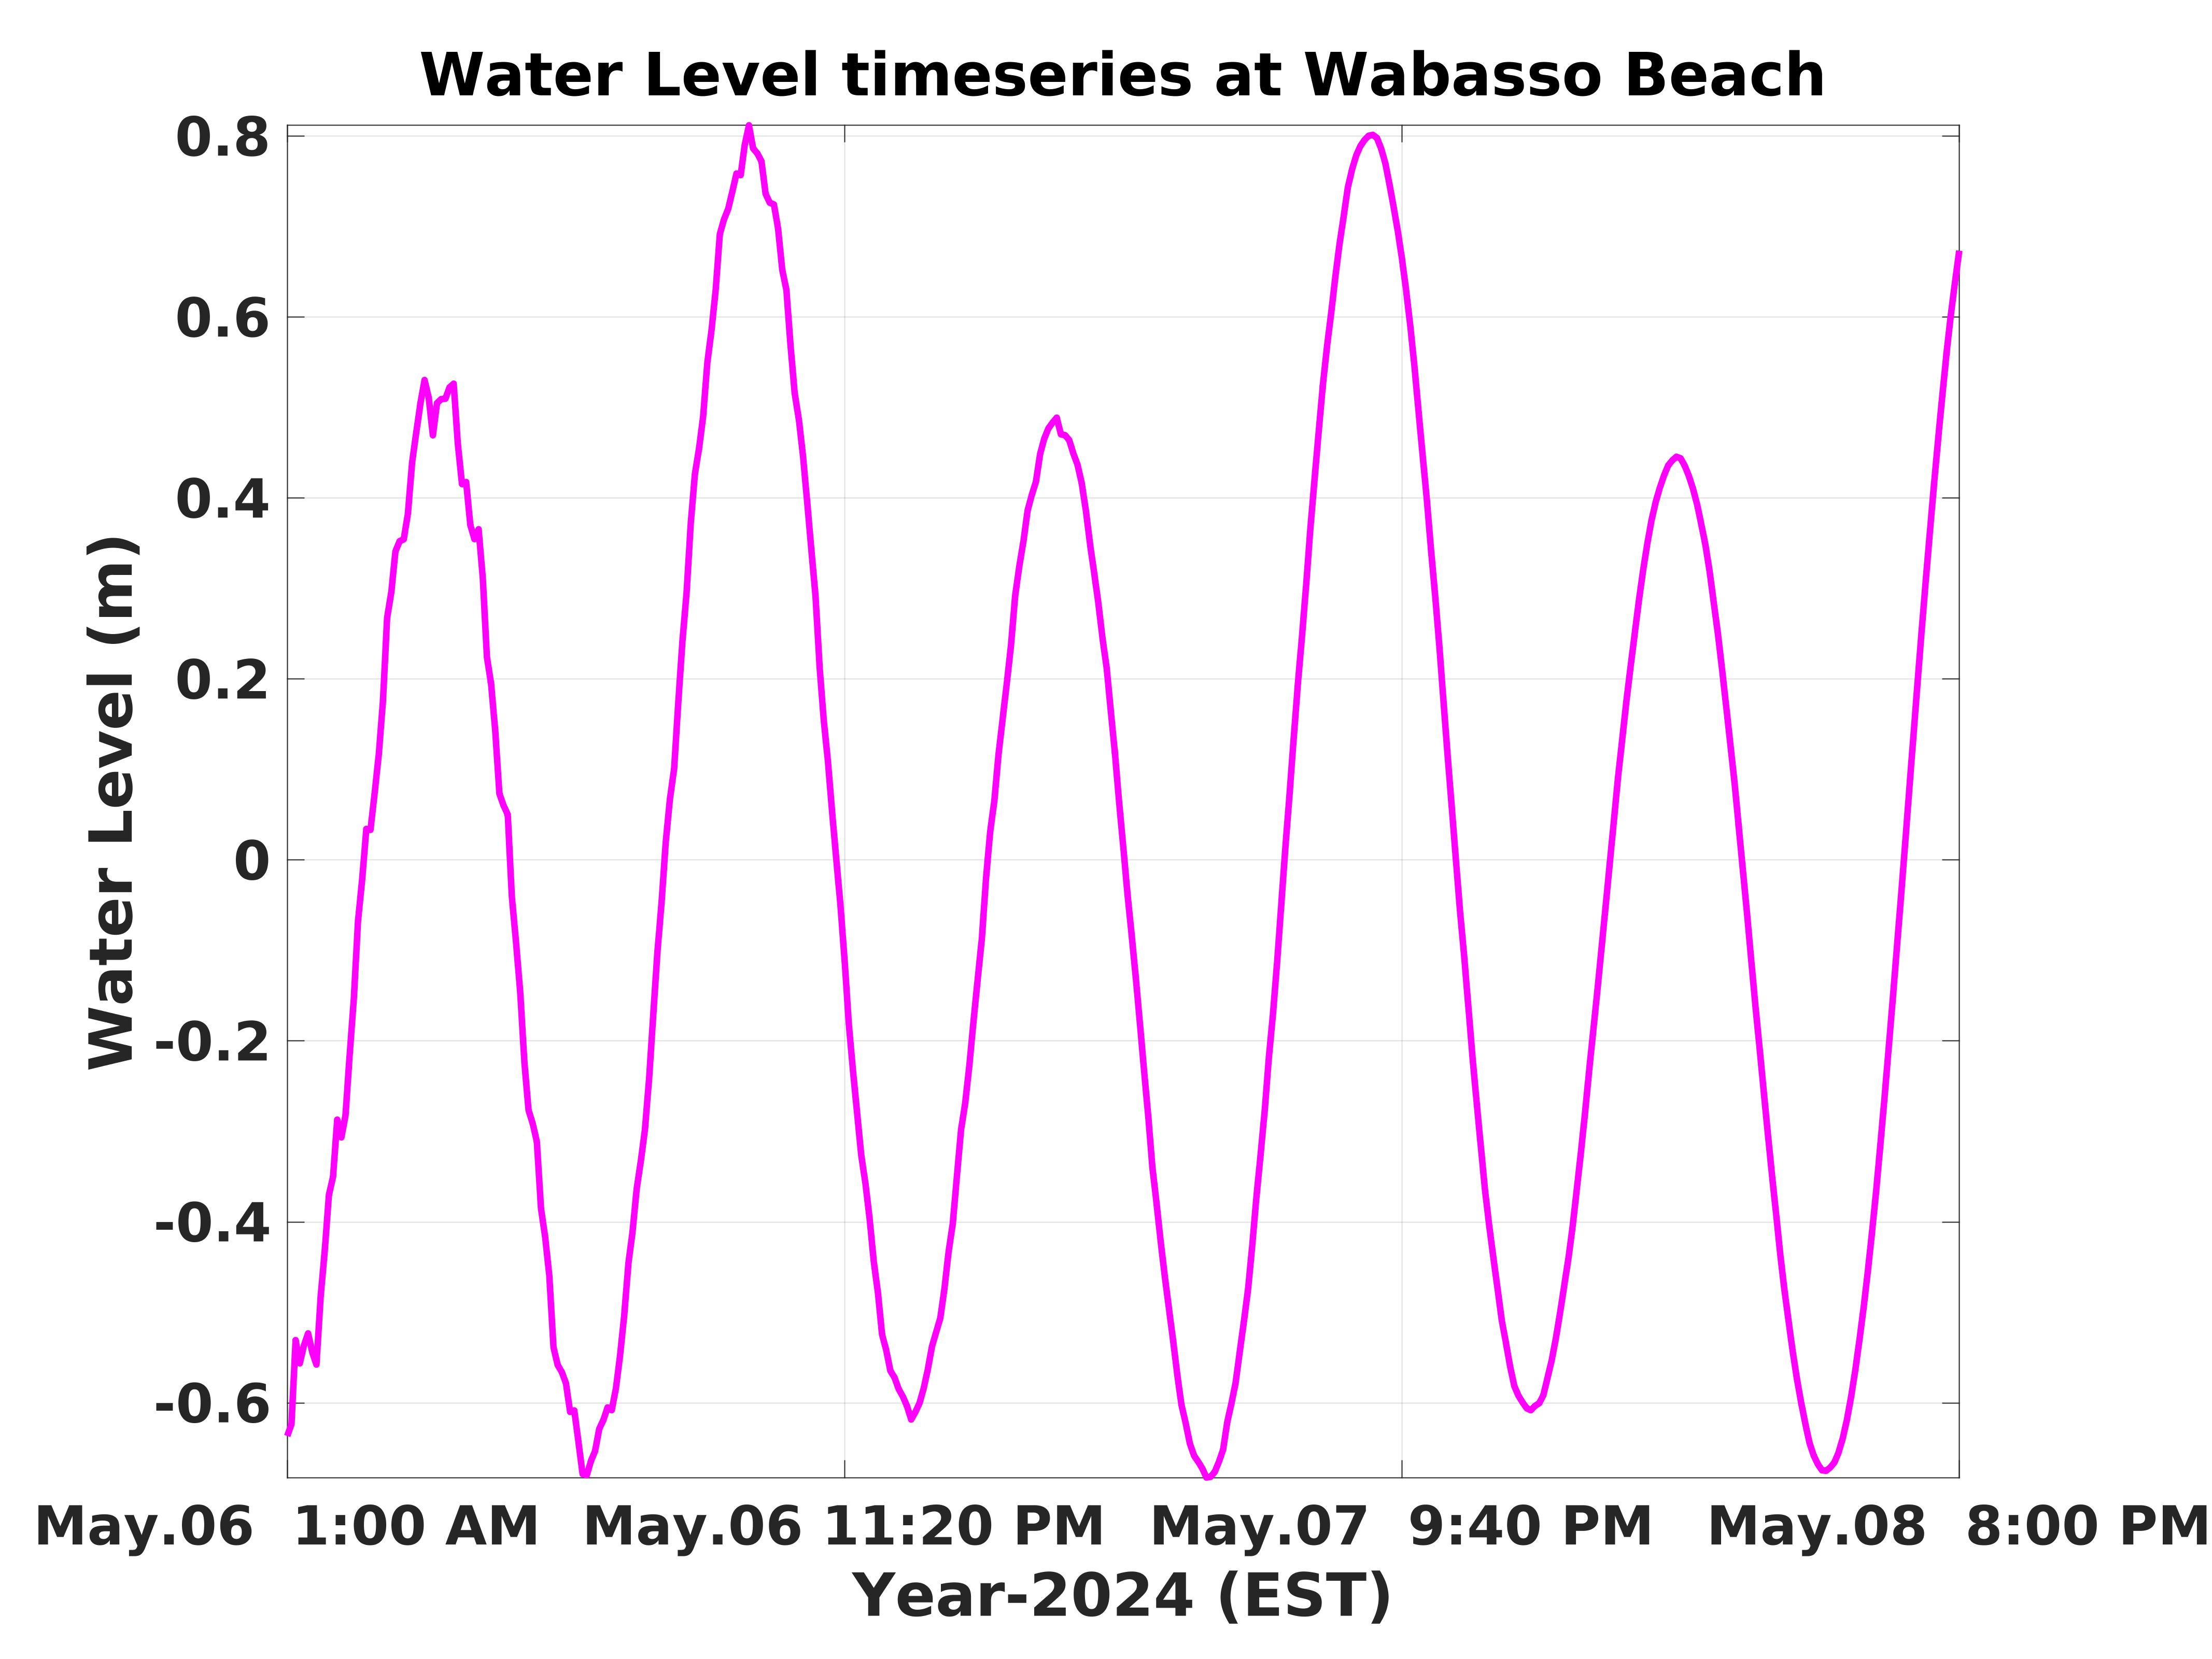 Water Level timeseries at Wabasso Beach
0.8
0.6
0.4
0.2
0
-0.2
-0.4
-0.6
Water Level (m)
May.06 1:00 AM May.06 11:20 PM May.07 9:40 PM May.08 8:00 PM
Year-2024 (EST)